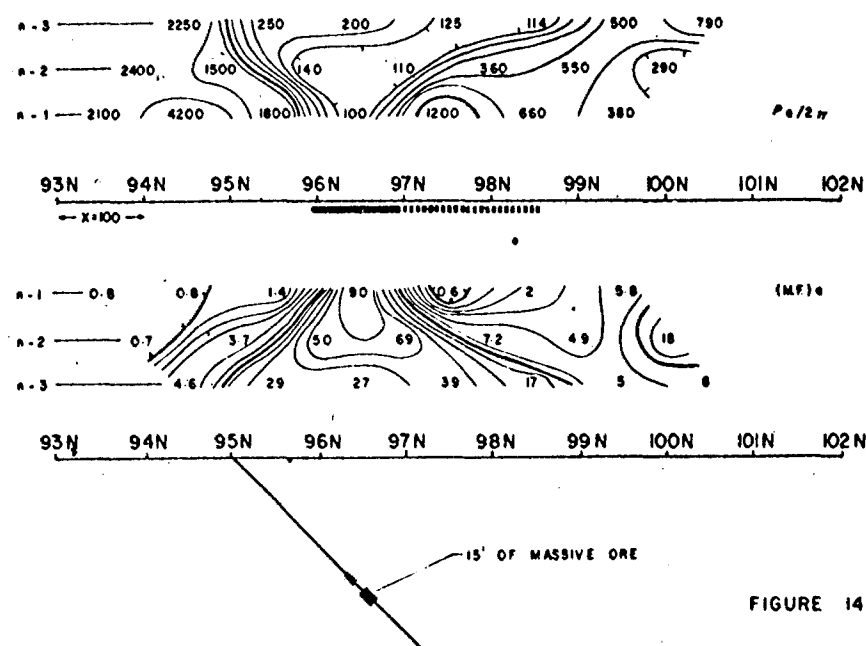 n - 3 2250 250 200 125 114 500 790
n - 2 2400 1500 140 110 360 550 290
n - 1 2100 4200 1800 100 1200 660 380 Pa/2π
93N 94N 95N 96N 97N 98N 99N 100N 101N 102N
← X=100 →
n - 1 0.8 0.8 1.4 90 0.6 2 5.8 (M.F.) a
n - 2 0.7 3.7 50 69 7.2 4.9 18
n - 3 4.6 29 27 39 17 5 6
93N 94N 95N 96N 97N 98N 99N 100N 101N 102N
15' OF MASSIVE ORE
FIGURE 14